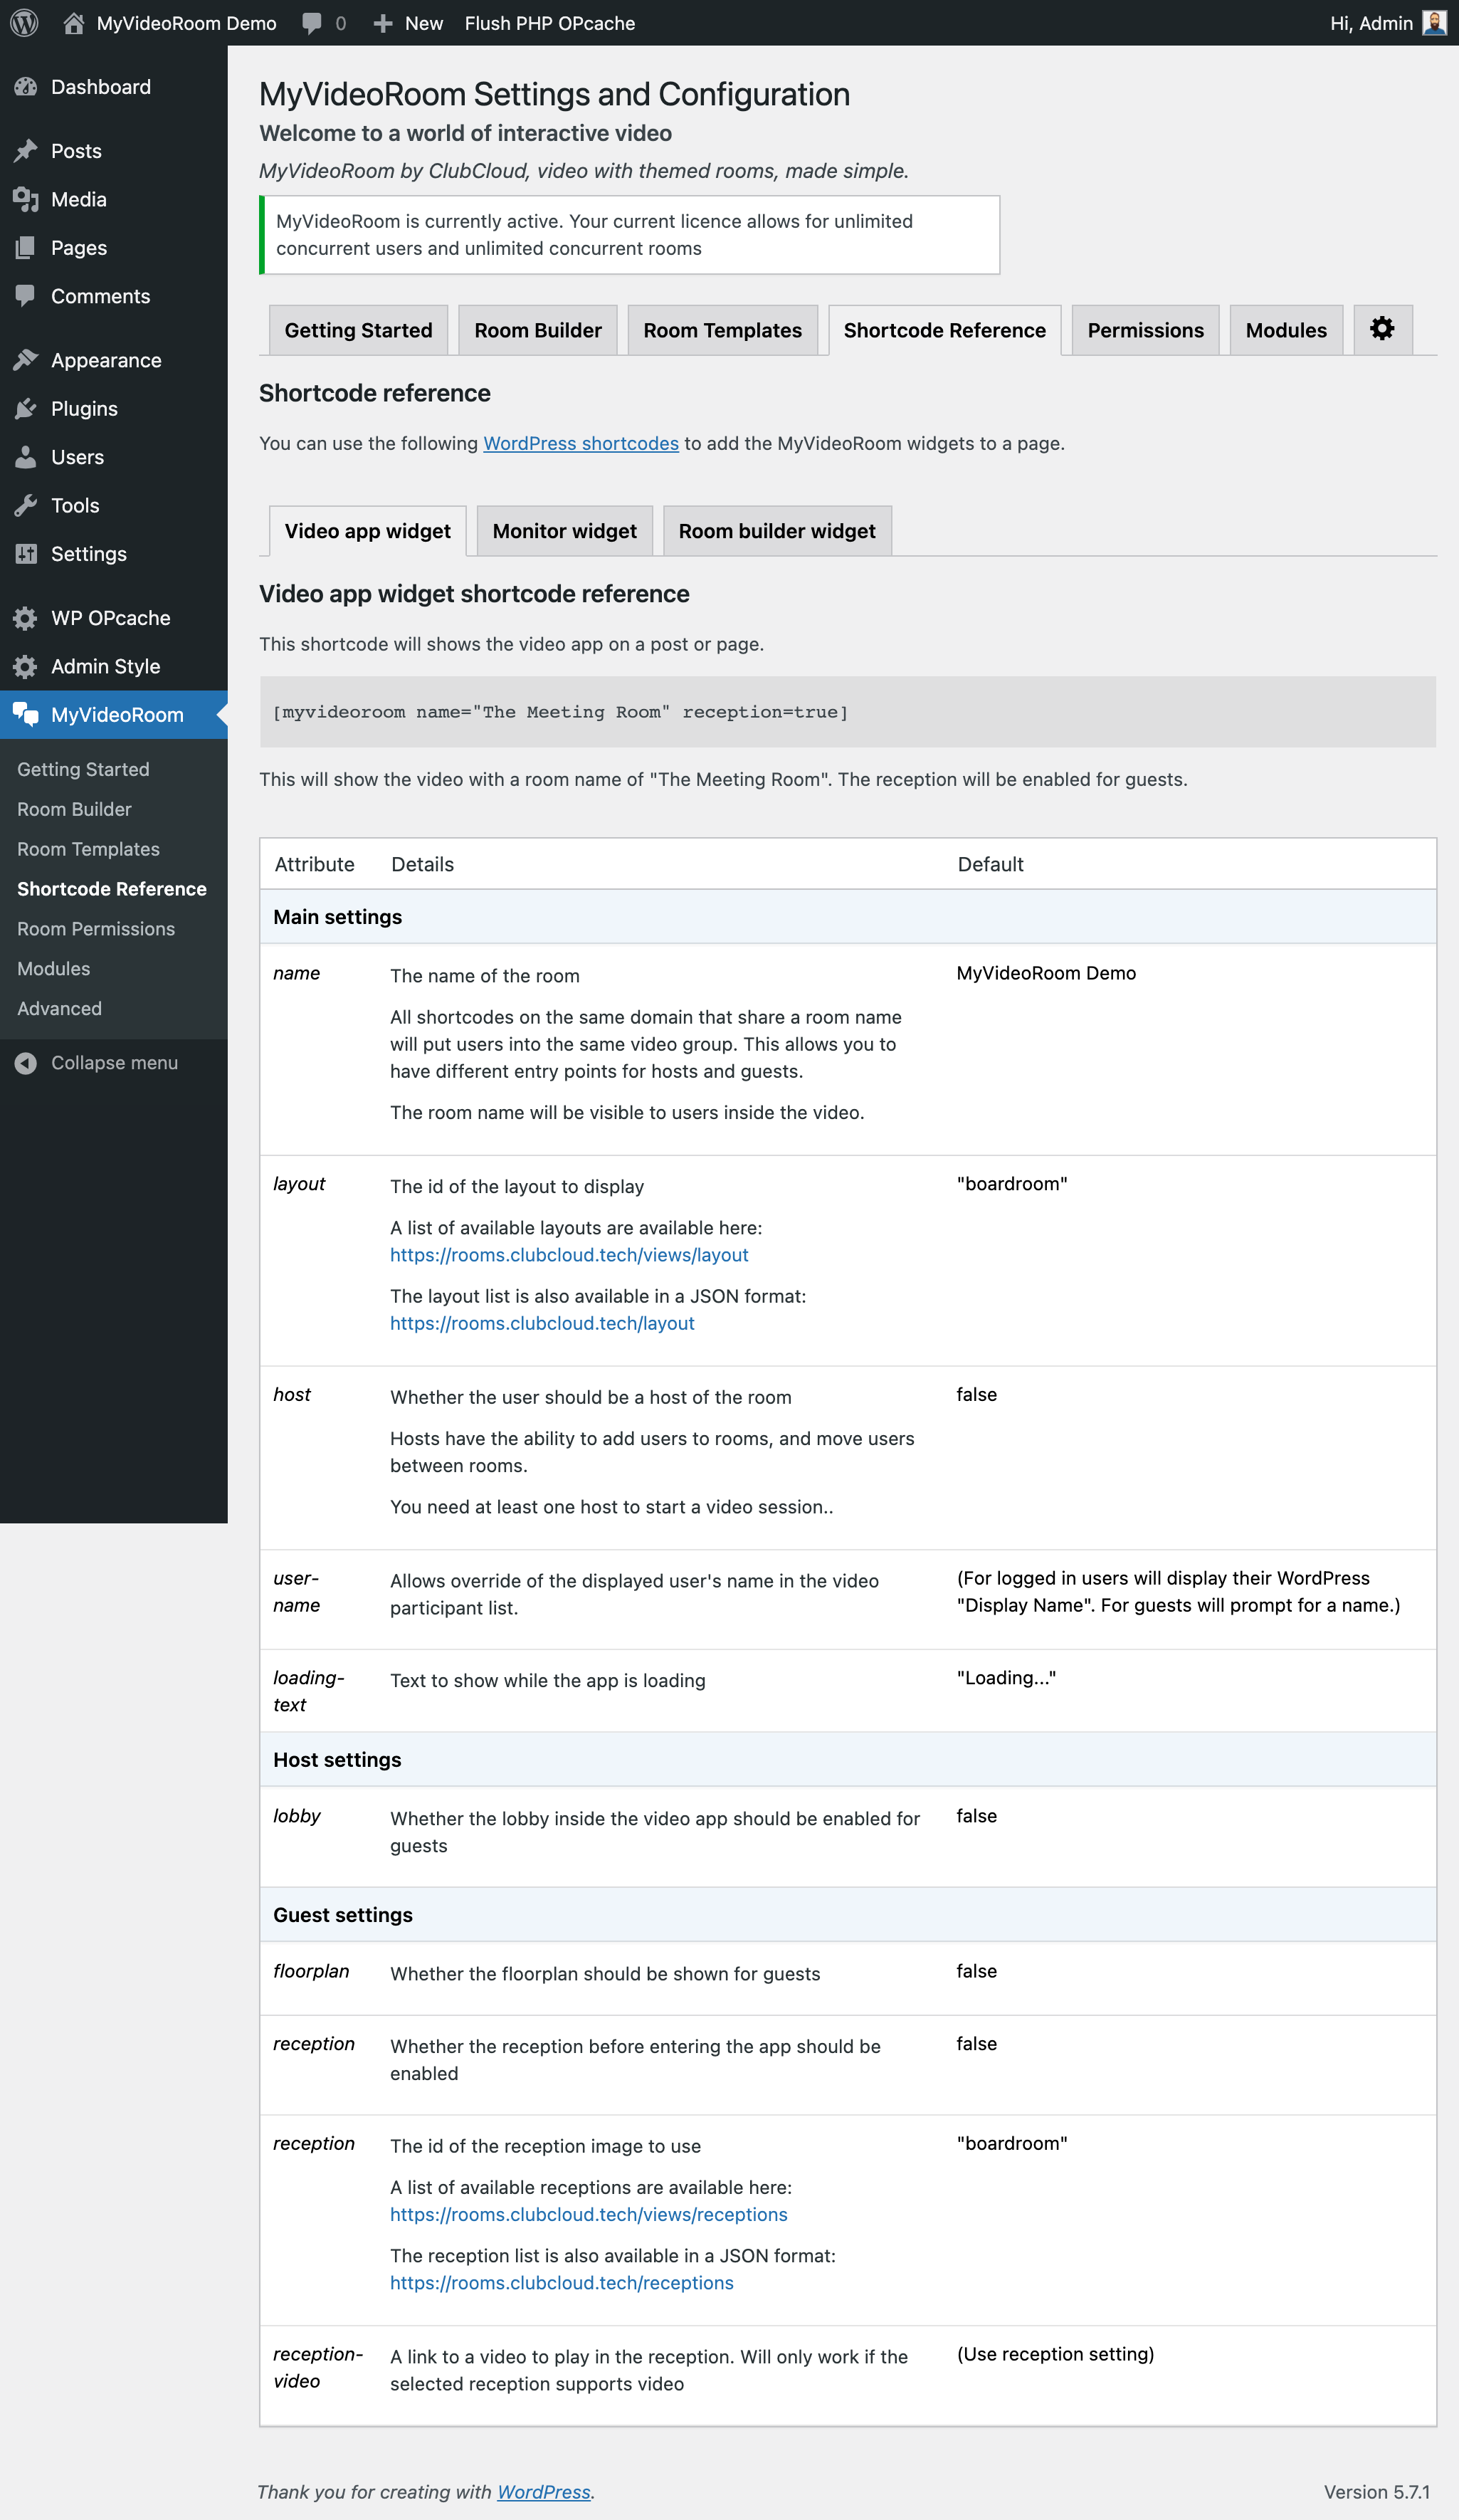 MyVideoRoom Demo
0
New
Flush PHP OPcache
Hi, Admin
Dashboard
Posts
Media
Pages
Comments
Appearance
Plugins
Users
Tools
Settings
WP OPcache
Admin Style
MyVideoRoom
Getting Started
Room Builder
Room Templates
Shortcode Reference
Room Permissions
Modules
Advanced
Collapse menu
MyVideoRoom Settings and Configuration
Welcome to a world of interactive video
MyVideoRoom by ClubCloud, video with themed rooms, made simple.
MyVideoRoom is currently active. Your current licence allows for unlimited
concurrent users and unlimited concurrent rooms
Getting Started
Room Builder
Room Templates
Shortcode Reference
Permissions
Modules
Shortcode reference
You can use the following WordPress shortcodes to add the MyVideoRoom widgets to a page.
Video app widget
Monitor widget
Room builder widget
Video app widget shortcode reference
This shortcode will shows the video app on a post or page.
[myvideoroom name="The Meeting Room" reception=true]
This will show the video with a room name of "The Meeting Room". The reception will be enabled for guests.
Attribute
Details
Default
Main settings
name
The name of the room
All shortcodes on the same domain that share a room name
will put users into the same video group. This allows you to
have different entry points for hosts and guests.
The room name will be visible to users inside the video.
MyVideoRoom Demo
layout
The id of the layout to display
A list of available layouts are available here:
https://rooms.clubcloud.tech/views/layout
The layout list is also available in a JSON format:
https://rooms.clubcloud.tech/layout
"boardroom"
host
Whether the user should be a host of the room
Hosts have the ability to add users to rooms, and move users
between rooms.
You need at least one host to start a video session..
false
user-
name
Allows override of the displayed user's name in the video
participant list.
(For logged in users will display their WordPress
"Display Name". For guests will prompt for a name.)
loading-
text
Text to show while the app is loading
"Loading..."
Host settings
lobby
Whether the lobby inside the video app should be enabled for
guests
false
Guest settings
floorplan
Whether the floorplan should be shown for guests
false
reception
Whether the reception before entering the app should be
enabled
false
reception
The id of the reception image to use
A list of available receptions are available here:
https://rooms.clubcloud.tech/views/receptions
The reception list is also available in a JSON format:
https://rooms.clubcloud.tech/receptions
"boardroom"
reception-
video
A link to a video to play in the reception. Will only work if the
selected reception supports video
(Use reception setting)
Thank you for creating with WordPress.
Version 5.7.1